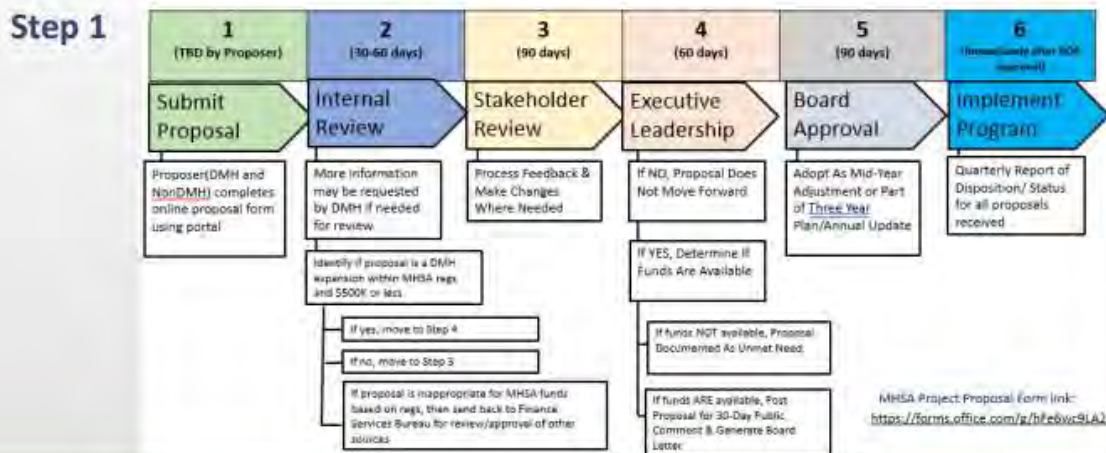 Step 1
1
(TBD by Proposer)
2
(30-60 days)
3
(90 days)
4
(60 days)
5
(90 days)
6
(Immediately after BOS
approval)
Submit
Proposal
Internal
Review
Stakeholder
Review
Executive
Leadership
Board
Approval
Implement
Program
Proposer(DMH and
NonDMH) completes
online proposal form
using portal
More Information
may be requested
by DMH if needed
for review
Identify if proposal is a DMH
expansion within MHSA regs
and $500K or less
If yes, move to Step 4
If no, move to Step 3
If proposal is inappropriate for MHSA funds
based on regs, then send back to Finance
Services Bureau for review/approval of other
sources
Process Feedback &
Make Changes
Where Needed
If NO, Proposal Does
Not Move Forward
If YES, Determine If
Funds Are Available
If funds NOT available, Proposal
Documented As Unmet Need
If funds ARE available, Post
Proposal for 30-Day Public
Comment & Generate Board
Letter
Adopt As Mid-Year
Adjustment or Part
of Three Year
Plan/Annual Update
Quarterly Report of
Disposition/ Status
for all proposals
received
MHSA Project Proposal Form link: